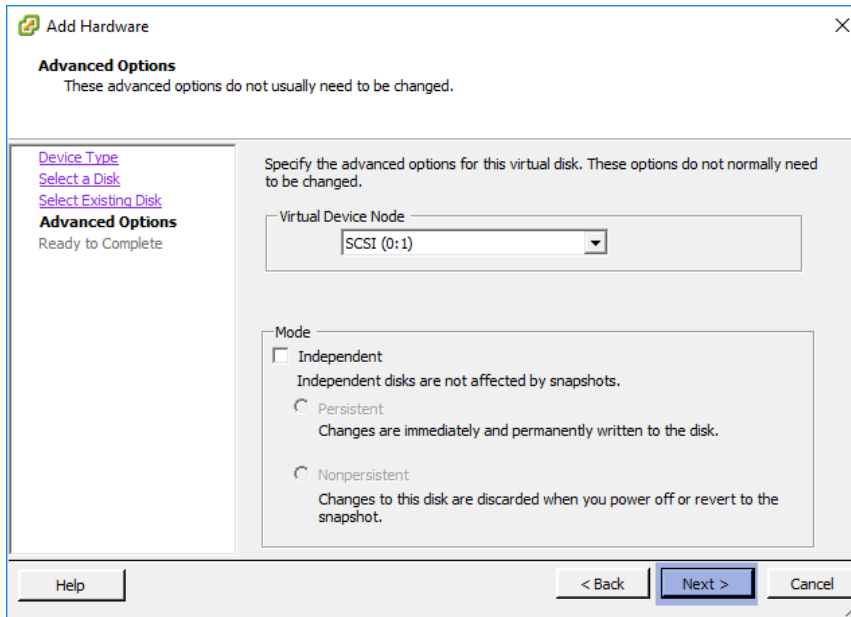 Add Hardware
Advanced Options
These advanced options do not usually need to be changed.
Device Type
Select a Disk
Select Existing Disk
Advanced Options
Ready to Complete
Specify the advanced options for this virtual disk. These options do not normally need
to be changed.
Virtual Device Node
SCSI (0:1)
Mode
Independent
Independent disks are not affected by snapshots.
Persistent
Changes are immediately and permanently written to the disk.
Nonpersistent
Changes to this disk are discarded when you power off or revert to the
snapshot.
Help
< Back
Next >
Cancel